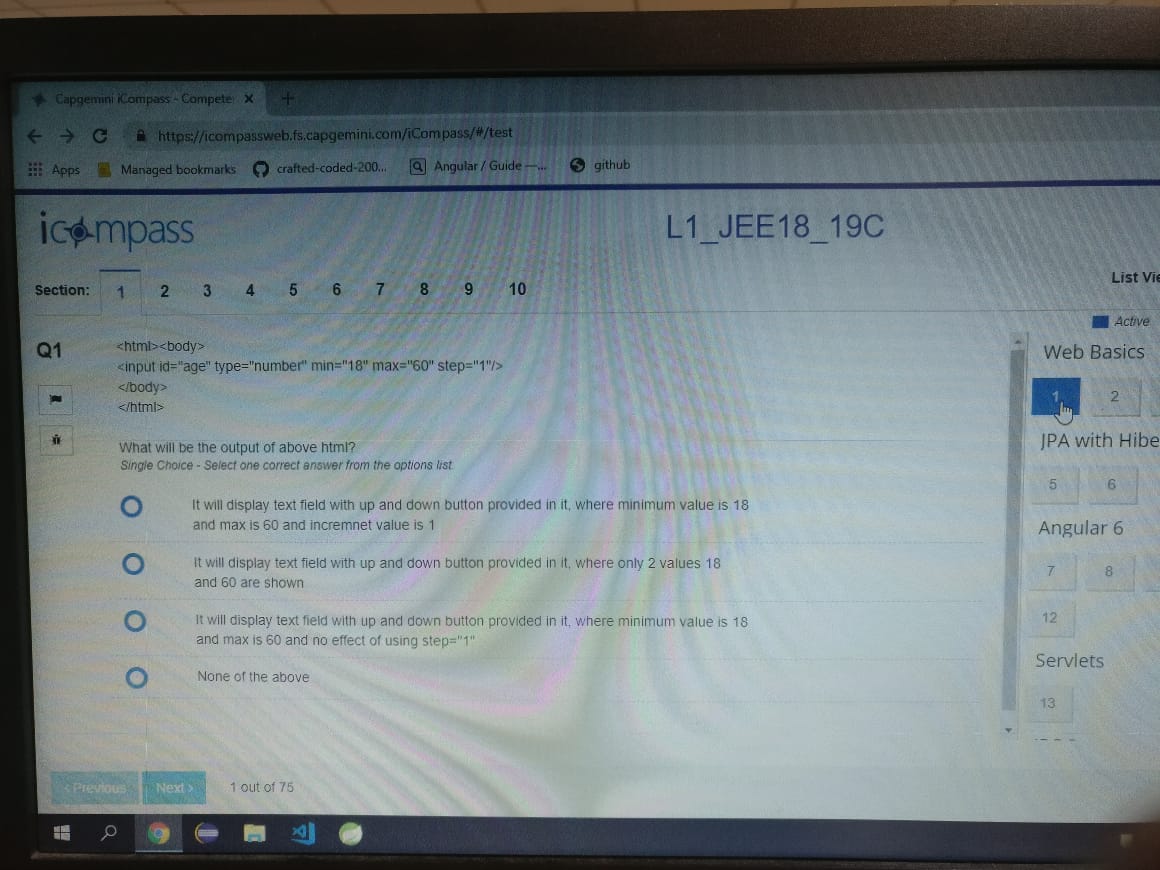 Capgemini iCompass - Compete
https://icompassweb.fs.capgemini.com/iCompass/#/test
Apps Managed bookmarks crafted-coded-200... Angular / Guide —... github
icompass L1_JEE18_19C
Section: 1 2 3 4 5 6 7 8 9 10
List Vie
Active
Q1
<html><body>
<input id="age" type="number" min="18" max="60" step="1"/>
</body>
</html>
What will be the output of above html?
Single Choice - Select one correct answer from the options list.
It will display text field with up and down button provided in it, where minimum value is 18
and max is 60 and incremnet value is 1
It will display text field with up and down button provided in it, where only 2 values 18
and 60 are shown
It will display text field with up and down button provided in it, where minimum value is 18
and max is 60 and no effect of using step="1"
None of the above
Web Basics
1 2
JPA with Hibe
5 6
Angular 6
7 8
12
Servlets
13
< Previous Next > 1 out of 75